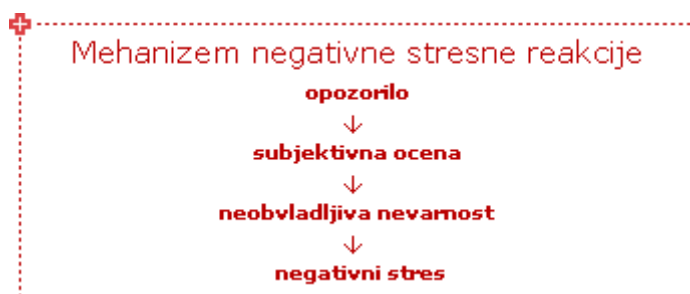 Mehanizem negativne stresne reakcije
opozorilo
↓
subjektivna ocena
↓
neobvladljiva nevarnost
↓
negativni stres